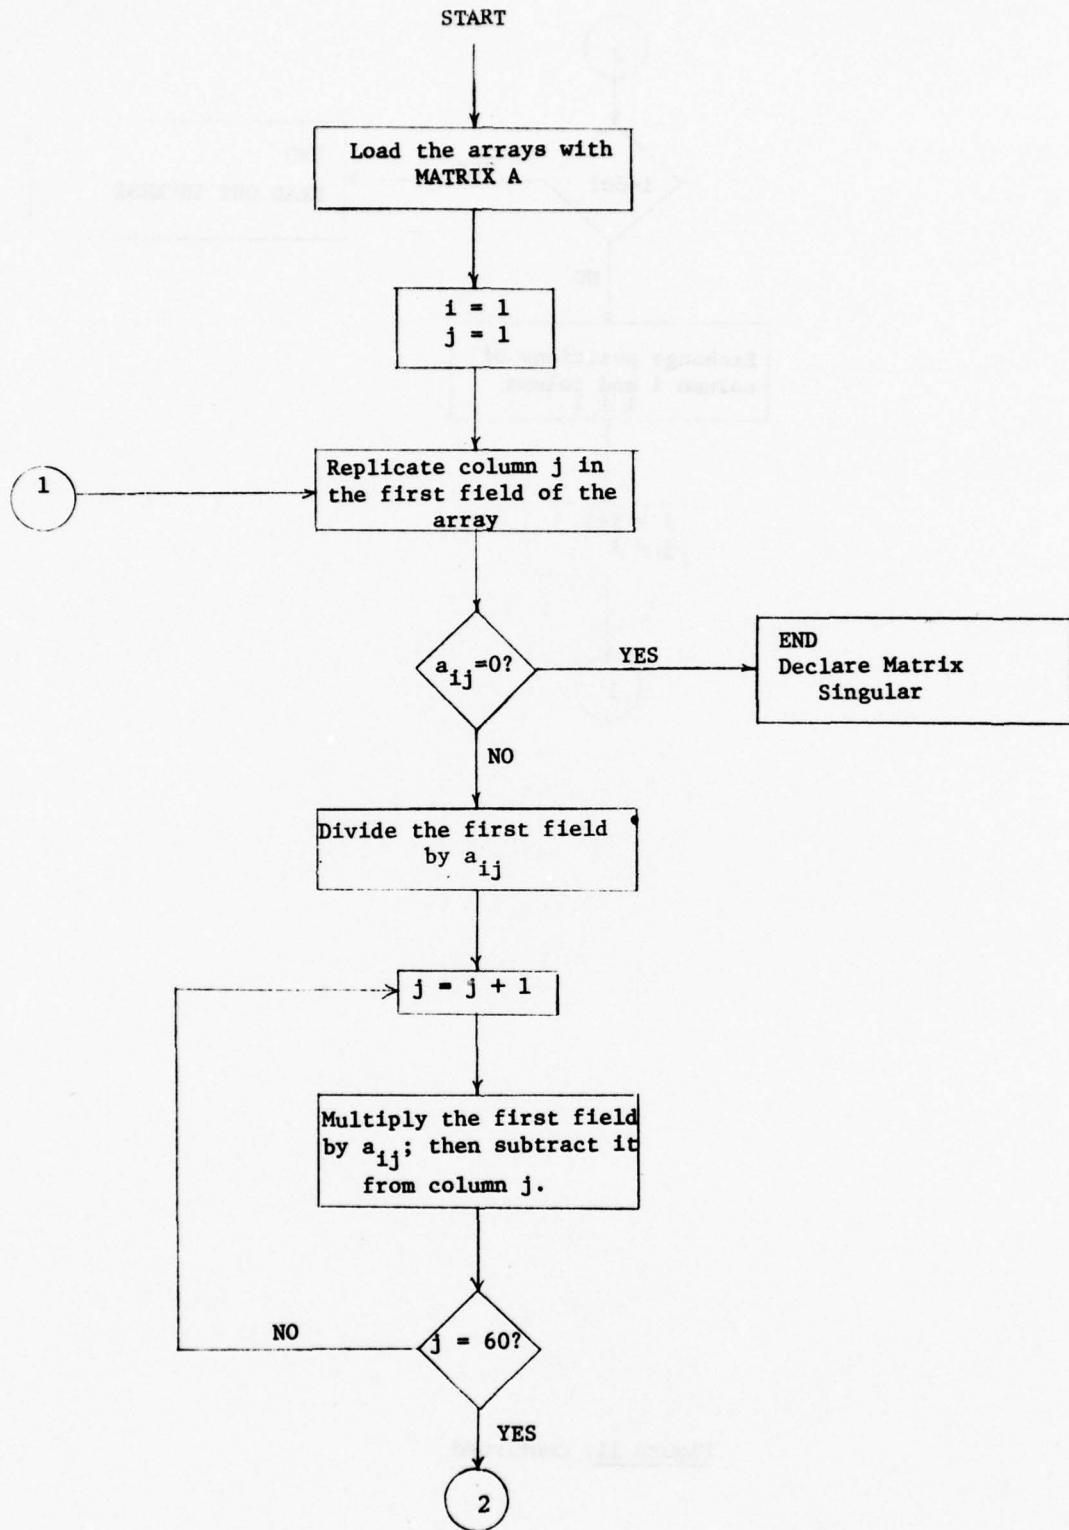 START
Load the arrays with
MATRIX A
i = 1
j = 1
1
Replicate column j in
the first field of the
array
a_ij=0?
YES
END
Declare Matrix
Singular
NO
Divide the first field
by a_ij
j = j + 1
Multiply the first field
by a_ij; then subtract it
from column j.
j = 60?
NO
YES
2